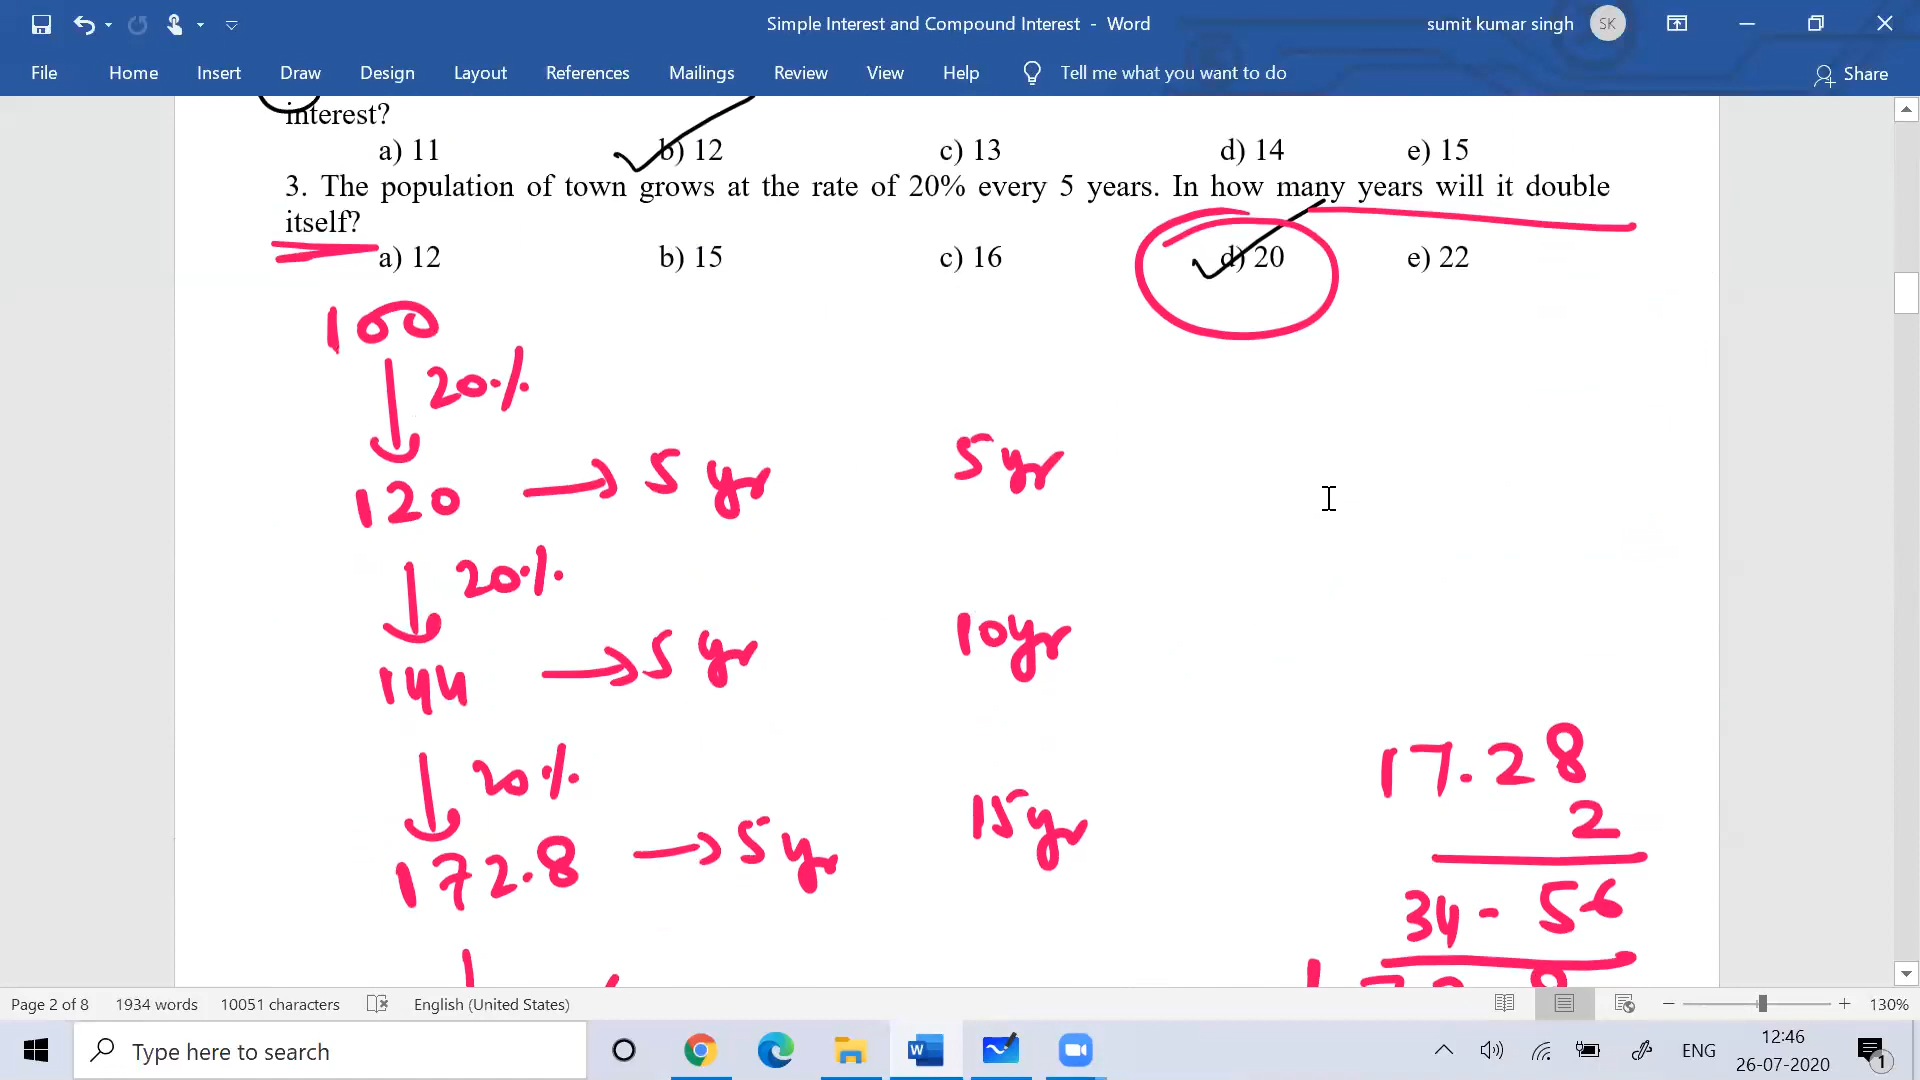 Simple Interest and Compound Interest - Word
sumit kumar singh
SK
File Home Insert Draw Design Layout References Mailings Review View Help Tell me what you want to do Share
interest?
a) 11 b) 12 c) 13 d) 14 e) 15
3. The population of town grows at the rate of 20% every 5 years. In how many years will it double
itself?
a) 12 b) 15 c) 16 d) 20 e) 22
100
20%
120 → 5 yr 5 yr
20%
144 → 5 yr 10yr
20%
172.8 → 5 yr 15yr
17.28
2
34-56
Page 2 of 8 1934 words 10051 characters English (United States) 130%
Type here to search
ENG
12:46
26-07-2020
1